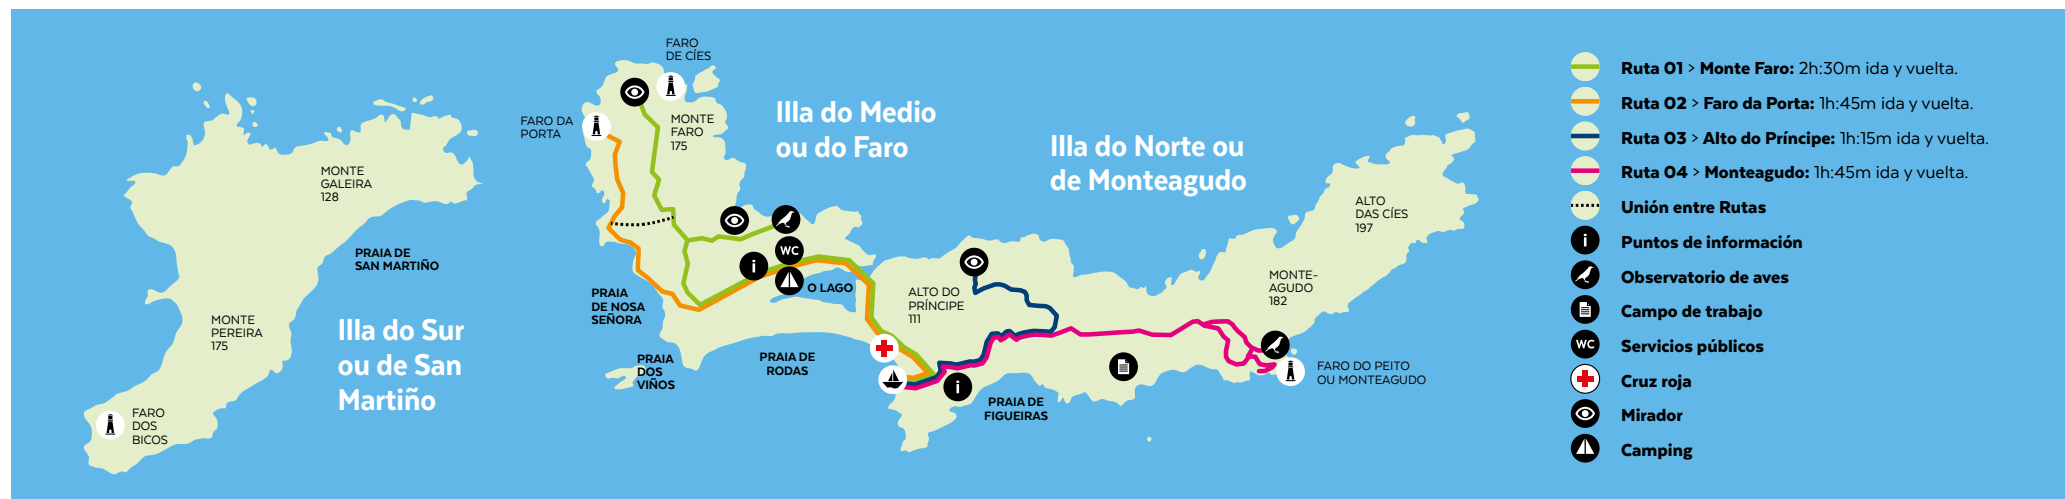 FARO
DE CÍES
FARO DA
PORTA
MONTE
FARO
175
Illa do Medio
ou do Faro
Illa do Norte ou
de Monteagudo
MONTE
GALEIRA
128
PRAIA DE
SAN MARTIÑO
MONTE
PEREIRA
175
Illa do Sur
ou de San
Martiño
FARO
DOS
BICOS
PRAIA
DE NOSA
SEÑORA
PRAIA
DOS
VIÑOS
PRAIA DE
RODAS
WC
i
O LAGO
ALTO DO
PRÍNCIPE
111
i
PRAIA DE
FIGUEIRAS
ALTO
DAS CÍES
197
MONTE-
AGUDO
182
FARO DO PEITO
OU MONTEAGUDO
Ruta 01 > Monte Faro: 2h:30m ida y vuelta.
Ruta 02 > Faro da Porta: 1h:45m ida y vuelta.
Ruta 03 > Alto do Príncipe: 1h:15m ida y vuelta.
Ruta 04 > Monteagudo: 1h:45m ida y vuelta.
Unión entre Rutas
i Puntos de información
Observatorio de aves
Campo de trabajo
WC Servicios públicos
Cruz roja
Mirador
Camping